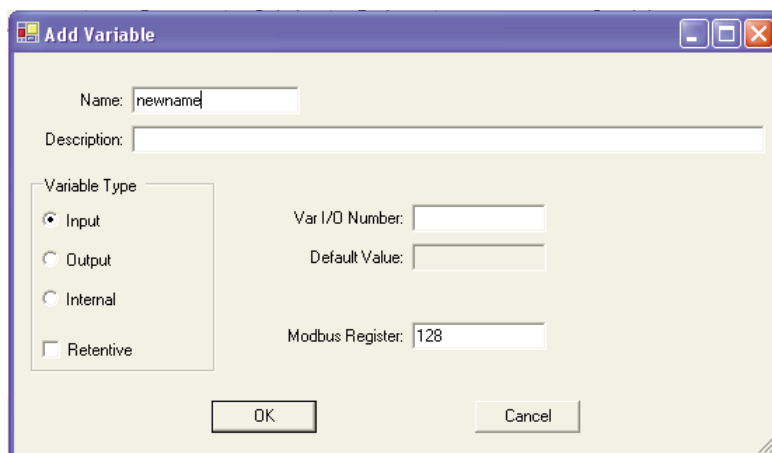 Add Variable
Name: newname
Description:
Variable Type
Input
Var I/O Number:
Output
Default Value:
Internal
Retentive
Modbus Register: 128
OK
Cancel